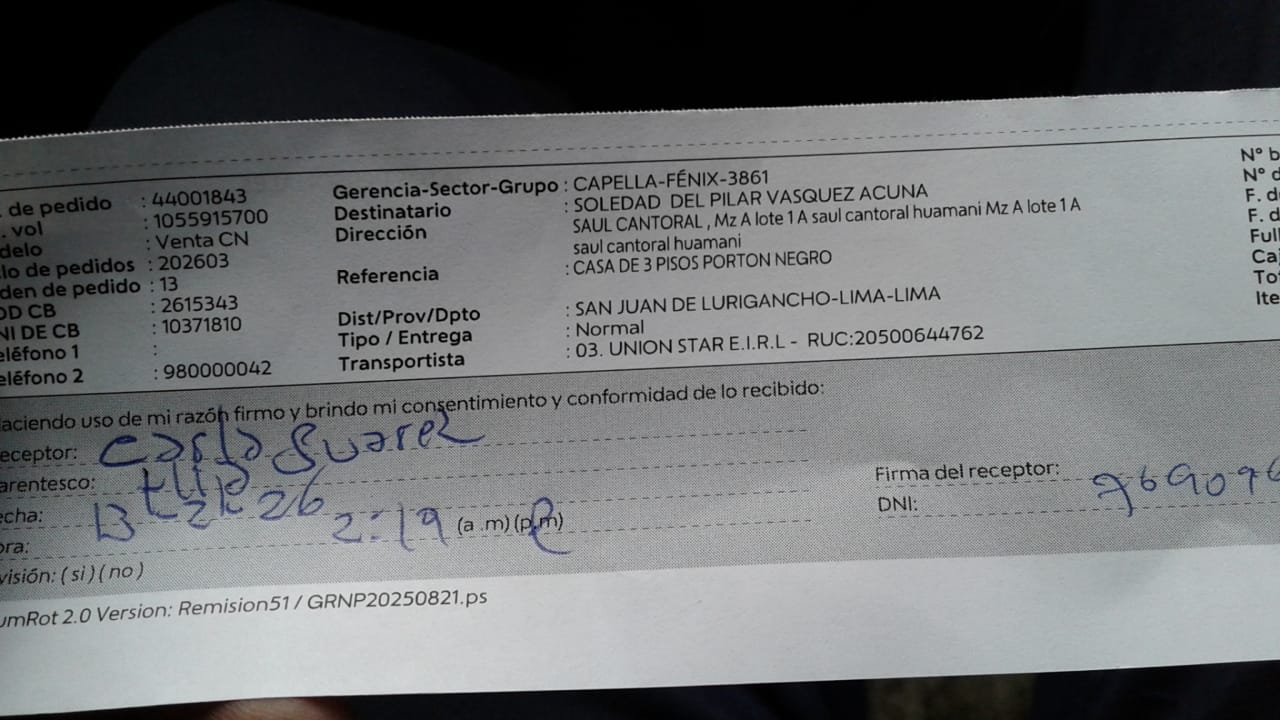 . de pedido : 44001843
. vol : 1055915700
delo : Venta CN
lo de pedidos : 202603
den de pedido : 13
OD CB : 2615343
NI DE CB : 10371810
eléfono 1 :
eléfono 2 : 980000042
Gerencia-Sector-Grupo : CAPELLA-FÉNIX-3861
Destinatario : SOLEDAD DEL PILAR VASQUEZ ACUNA
Dirección SAUL CANTORAL , Mz A lote 1 A saul cantoral huamani Mz A lote 1 A
saul cantoral huamani
Referencia : CASA DE 3 PISOS PORTON NEGRO
Dist/Prov/Dpto : SAN JUAN DE LURIGANCHO-LIMA-LIMA
Tipo / Entrega : Normal
Transportista : 03. UNION STAR E.I.R.L - RUC:20500644762
N° b
N° d
F. d
F. d
Full
Ca
To
Ite
aciendo uso de mi razón firmo y brindo mi consentimiento y conformidad de lo recibido:
eceptor: Carla Suarez
arentesco:
echa: 13 26
ora: 2:19 (a .m) (p.m)
visión: ( si ) ( no )
Firma del receptor:
DNI: 769096
umRot 2.0 Version: Remision51 / GRNP20250821.ps